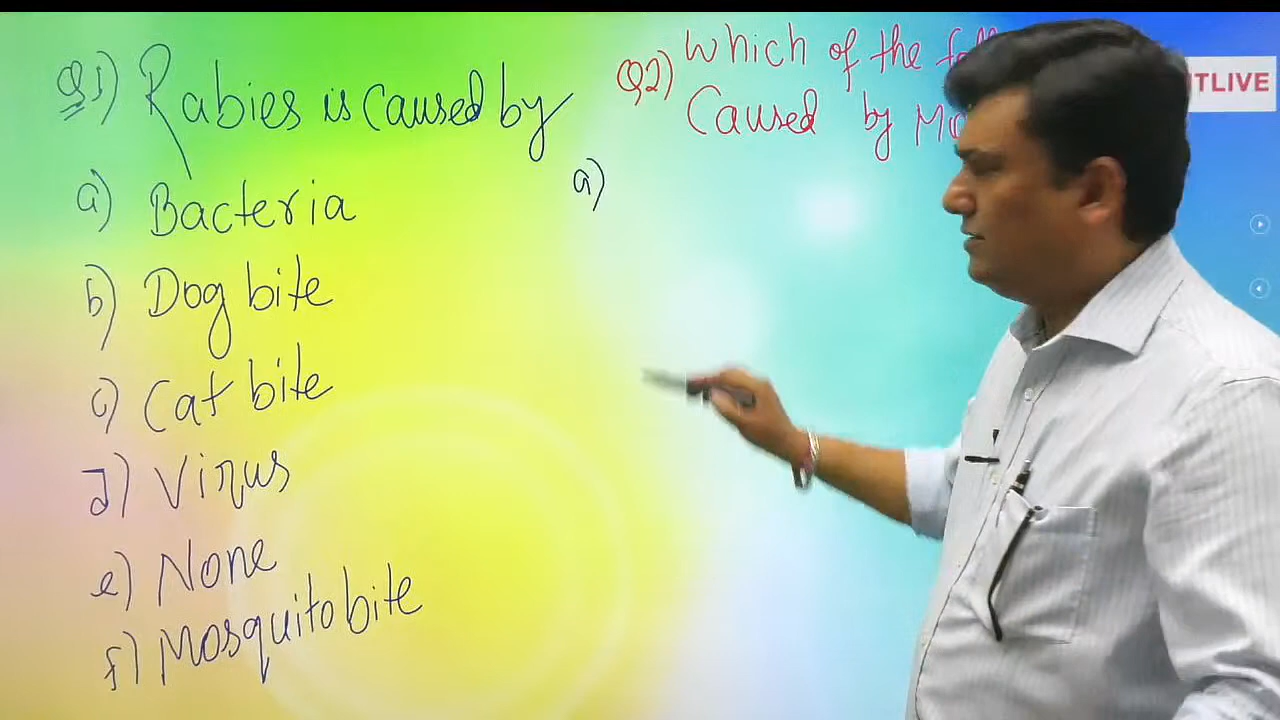 Q1) Rabies is caused by
a) Bacteria
b) Dog bite
c) Cat bite
d) Virus
e) None
f) Mosquito bite
Q2) Which of the
Caused by
a)
ITLIVE